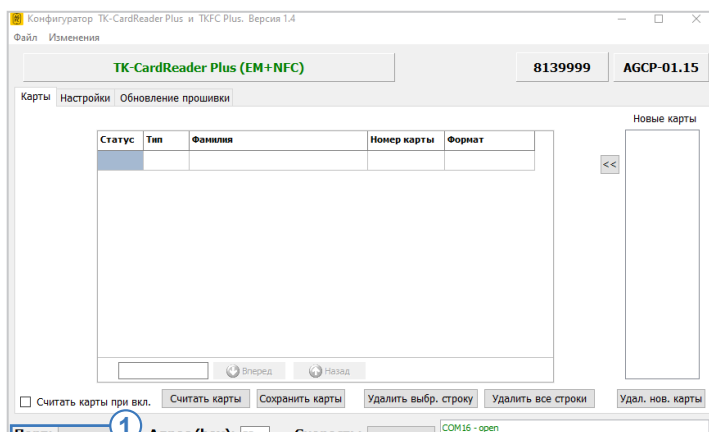 Конфигуратор TK-CardReader Plus и TKFC Plus. Версия 1.4
Файл Изменения
TK-CardReader Plus (EM+NFC) 8139999 AGCP-01.15
Карты Настройки Обновление прошивки
Новые карты
Статус Тип Фамилия Номер карты Формат
<<
Вперед Назад
Считать карты при вкл. Считать карты Сохранить карты Удалить выбр. строку Удалить все строки Удал. нов. карты
1
COM16 - open